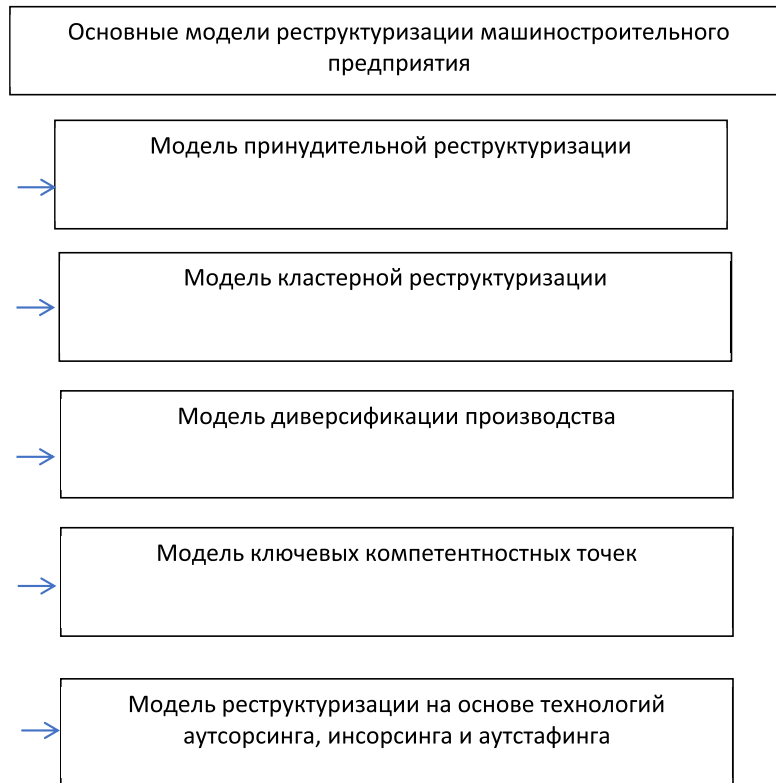 Основные модели реструктуризации машиностроительного
предприятия
Модель принудительной реструктуризации
Модель кластерной реструктуризации
Модель диверсификации производства
Модель ключевых компетентностных точек
Модель реструктуризации на основе технологий
аутсорсинга, инсорсинга и аутстафинга